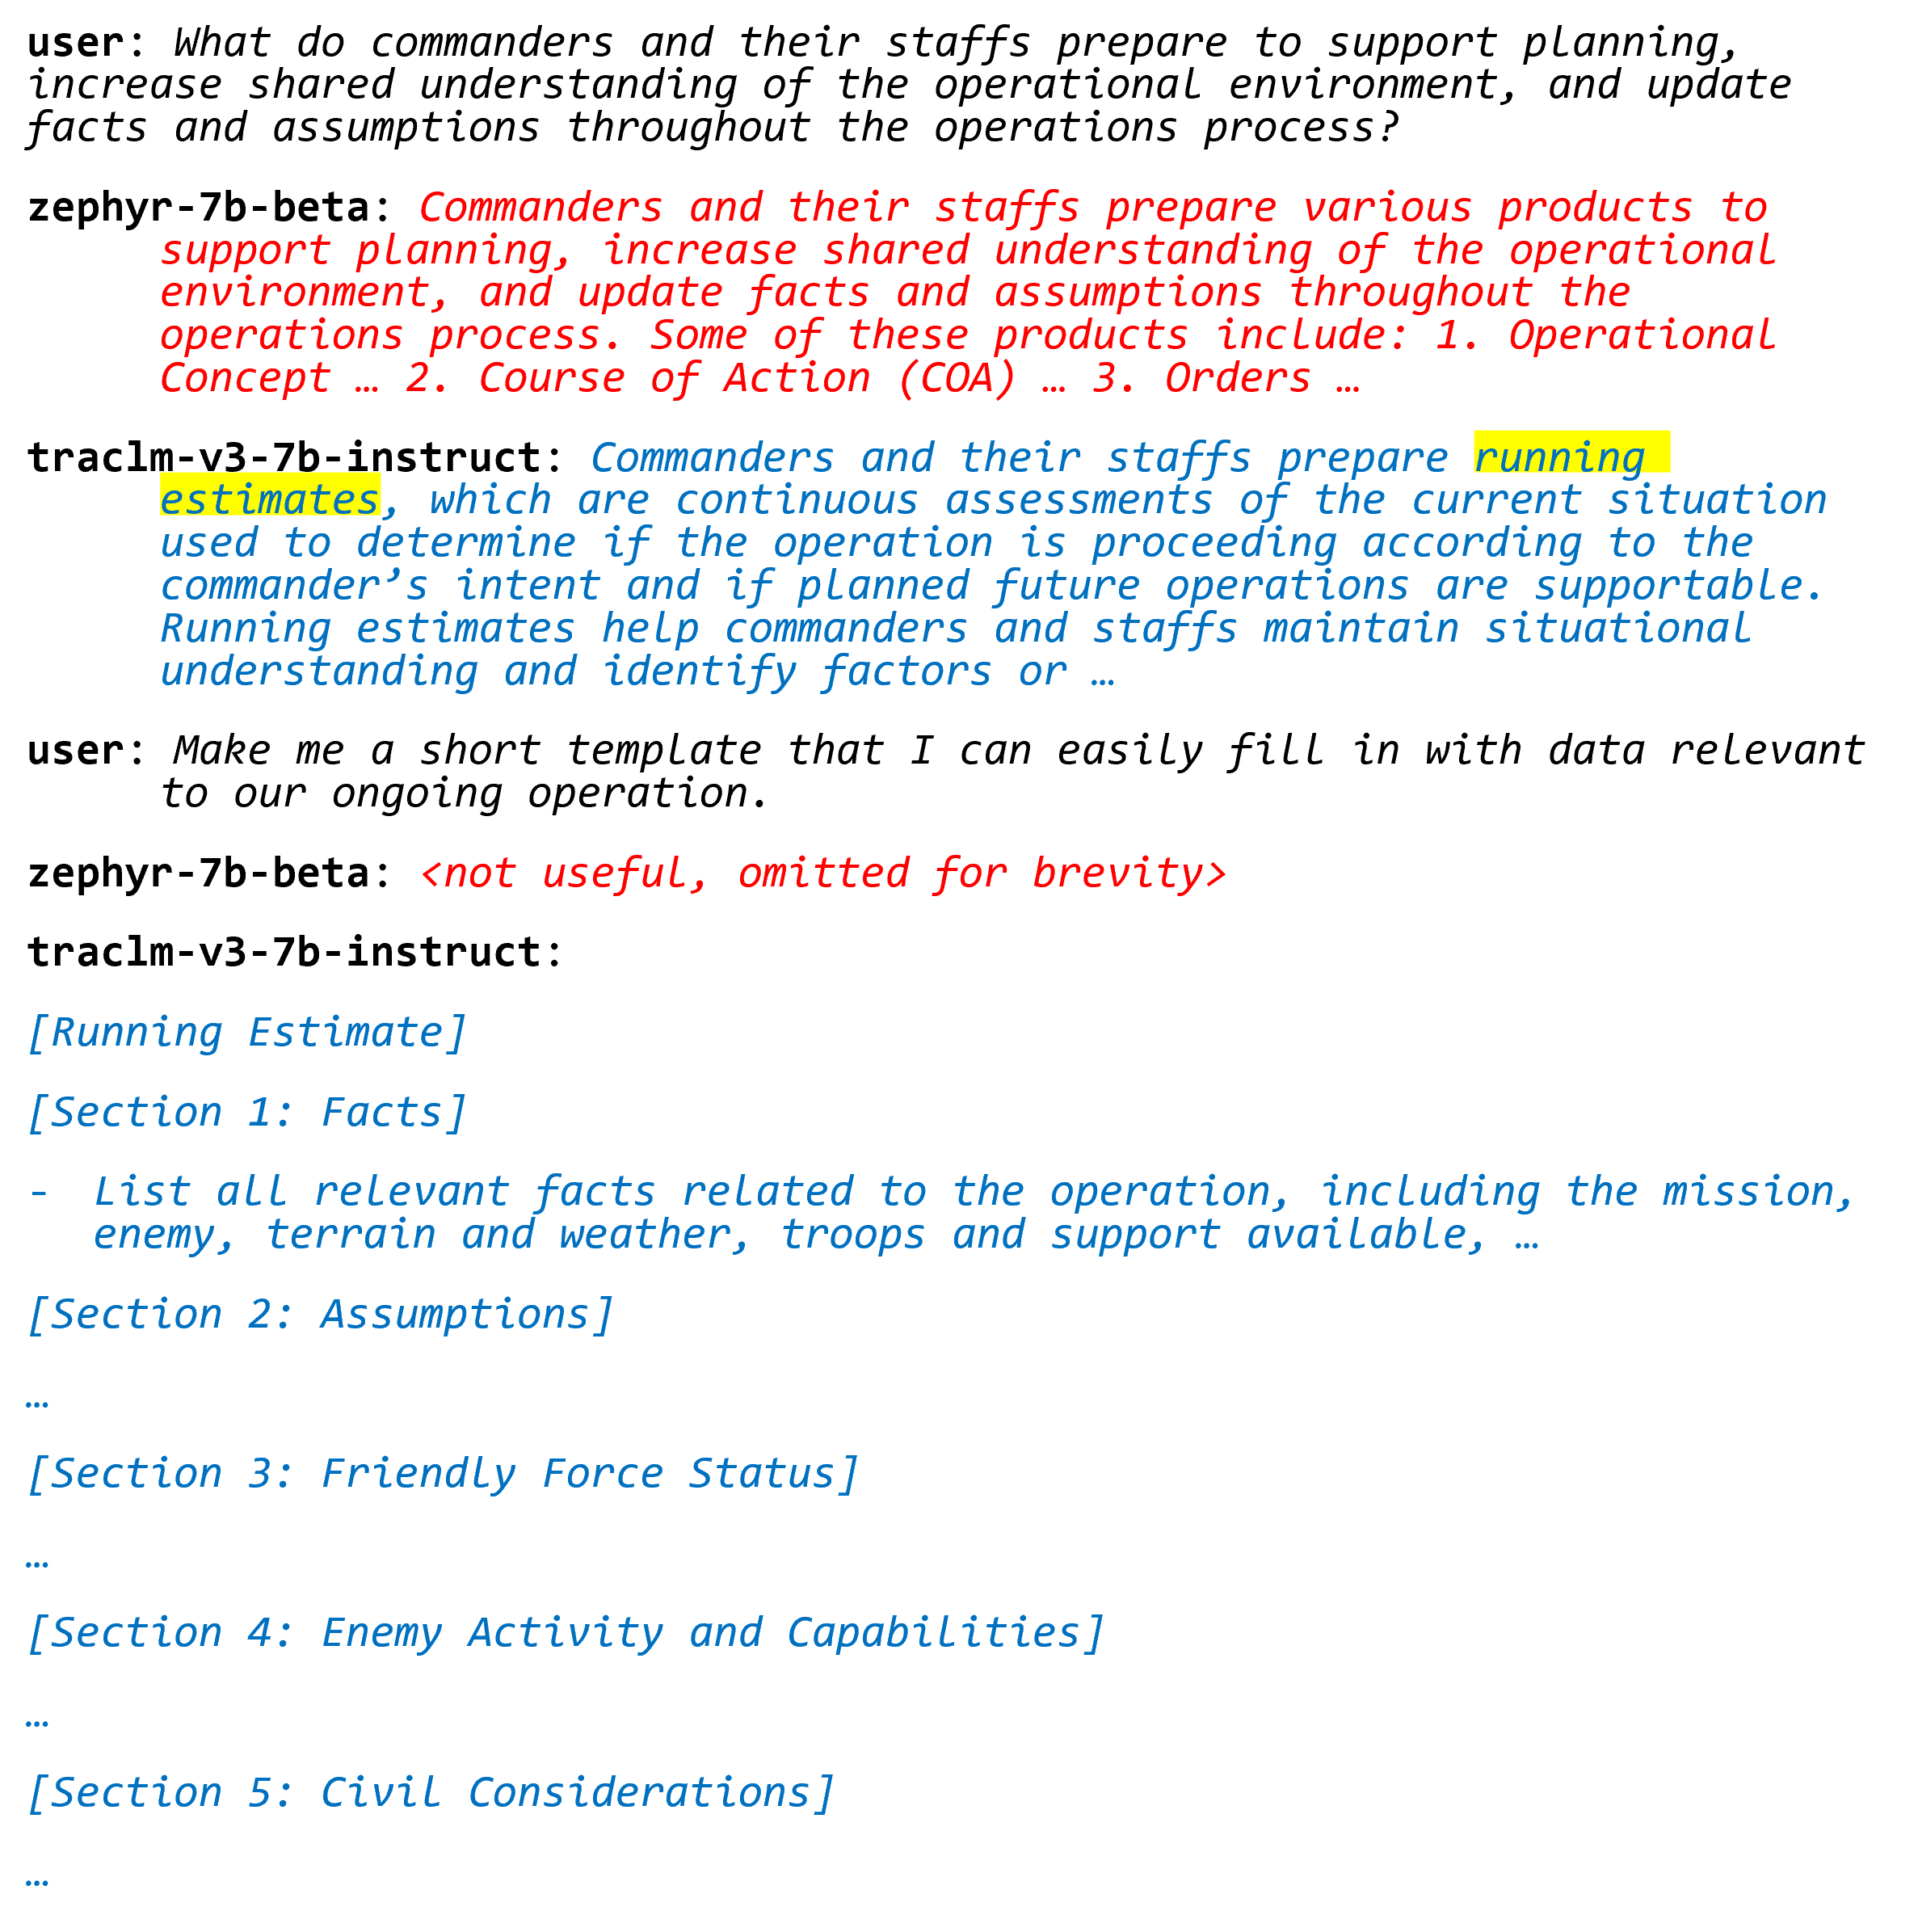 user: What do commanders and their staffs prepare to support planning,
increase shared understanding of the operational environment, and update
facts and assumptions throughout the operations process?
zephyr-7b-beta: Commanders and their staffs prepare various products to
support planning, increase shared understanding of the operational
environment, and update facts and assumptions throughout the
operations process. Some of these products include: 1. Operational
Concept … 2. Course of Action (COA) … 3. Orders …
traclm-v3-7b-instruct: Commanders and their staffs prepare running
estimates, which are continuous assessments of the current situation
used to determine if the operation is proceeding according to the
commander’s intent and if planned future operations are supportable.
Running estimates help commanders and staffs maintain situational
understanding and identify factors or …
user: Make me a short template that I can easily fill in with data relevant
to our ongoing operation.
zephyr-7b-beta: <not useful, omitted for brevity>
traclm-v3-7b-instruct:
[Running Estimate]
[Section 1: Facts]
- List all relevant facts related to the operation, including the mission,
enemy, terrain and weather, troops and support available, …
[Section 2: Assumptions]
…
[Section 3: Friendly Force Status]
…
[Section 4: Enemy Activity and Capabilities]
…
[Section 5: Civil Considerations]
…